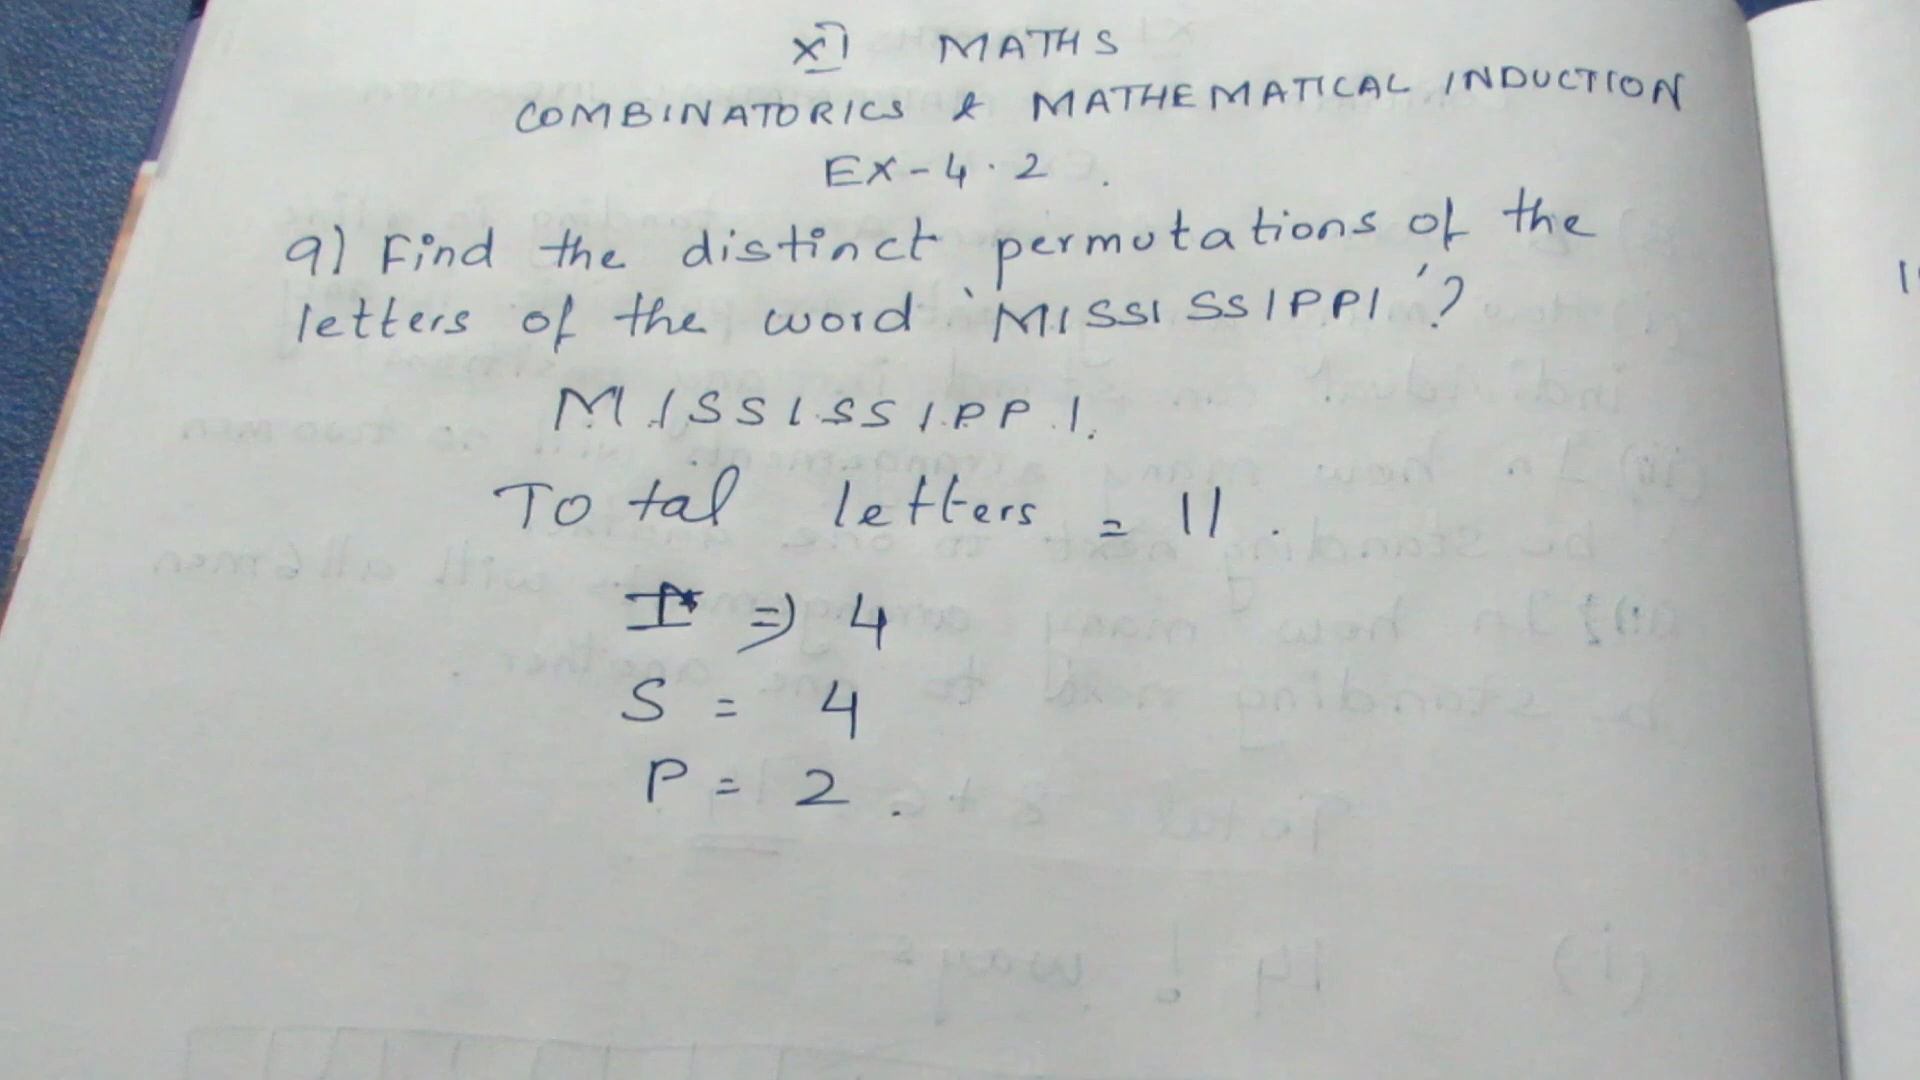 XI MATHS
COMBINATORICS & MATHEMATICAL INDUCTION
EX-4.2.
9) Find the distinct permutations of the
letters of the word 'MISSISSIPPI'?
M.ISSISSIPPI.
Total letters = 11.
I => 4
S = 4
P = 2.